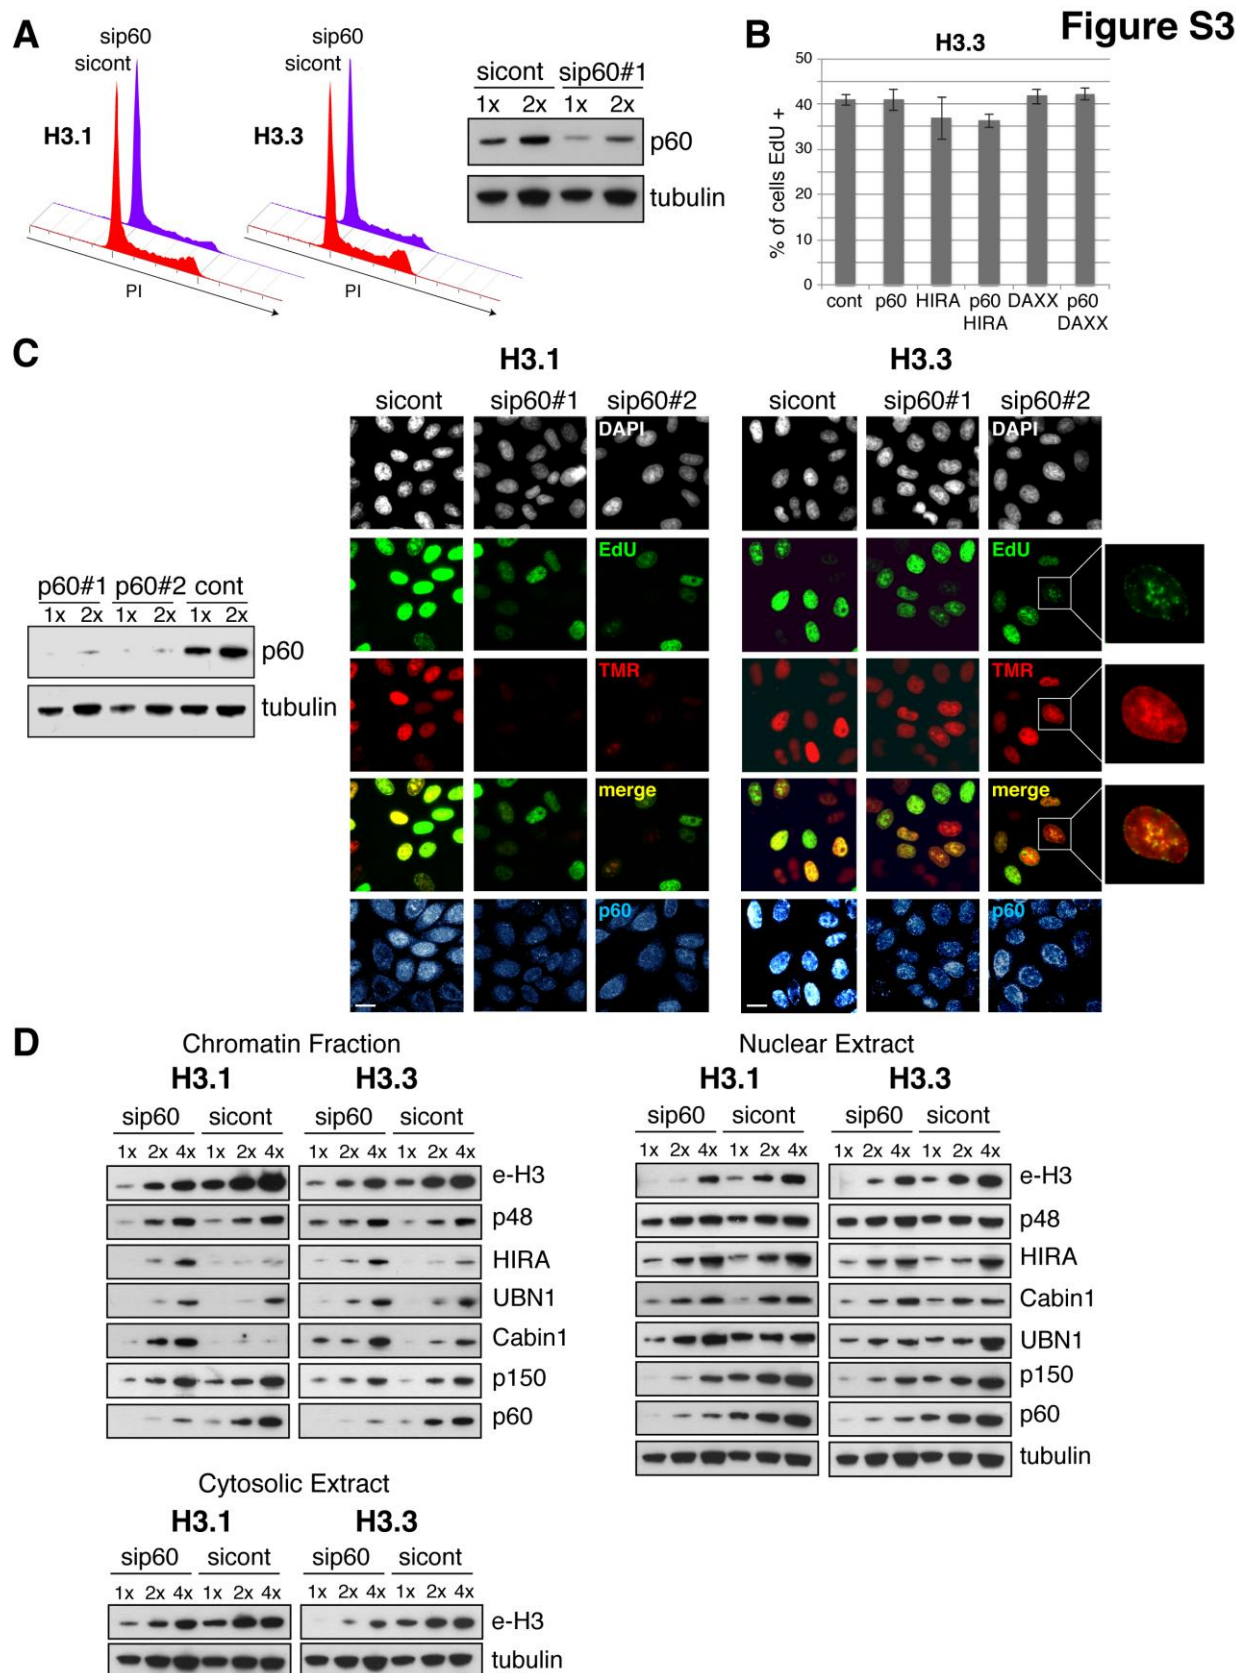 Figure S3
A
sip60
sicont
H3.1
PI
sip60
sicont
H3.3
PI
sicont sip60#1
1x 2x 1x 2x
p60
tubulin
B
H3.3
% of cells EdU +
50
40
30
20
10
0
cont p60 HIRA p60 DAXX p60
HIRA DAXX
C
H3.1 H3.3
sicont sip60#1 sip60#2 sicont sip60#1 sip60#2
DAPI DAPI
EdU EdU
p60#1 p60#2 cont
1x 2x 1x 2x 1x 2x
p60
tubulin
TMR TMR
merge merge
p60 p60
D
Chromatin Fraction
H3.1 H3.3
sip60 sicont sip60 sicont
1x 2x 4x 1x 2x 4x 1x 2x 4x 1x 2x 4x
e-H3
p48
HIRA
UBN1
Cabin1
p150
p60
Nuclear Extract
H3.1 H3.3
sip60 sicont sip60 sicont
1x 2x 4x 1x 2x 4x 1x 2x 4x 1x 2x 4x
e-H3
p48
HIRA
Cabin1
UBN1
p150
p60
tubulin
Cytosolic Extract
H3.1 H3.3
sip60 sicont sip60 sicont
1x 2x 4x 1x 2x 4x 1x 2x 4x 1x 2x 4x
e-H3
tubulin